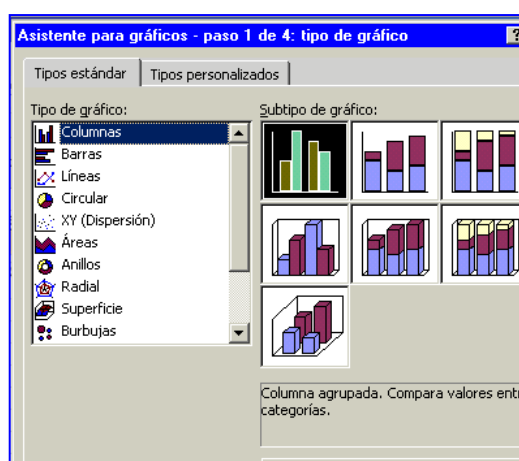 Asistente para gráficos - paso 1 de 4: tipo de gráfico ?
Tipos estándar Tipos personalizados
Tipo de gráfico:
Columnas
Barras
Líneas
Circular
XY (Dispersión)
Áreas
Anillos
Radial
Superficie
Burbujas
Subtipo de gráfico:
Columna agrupada. Compara valores ent
categorías.